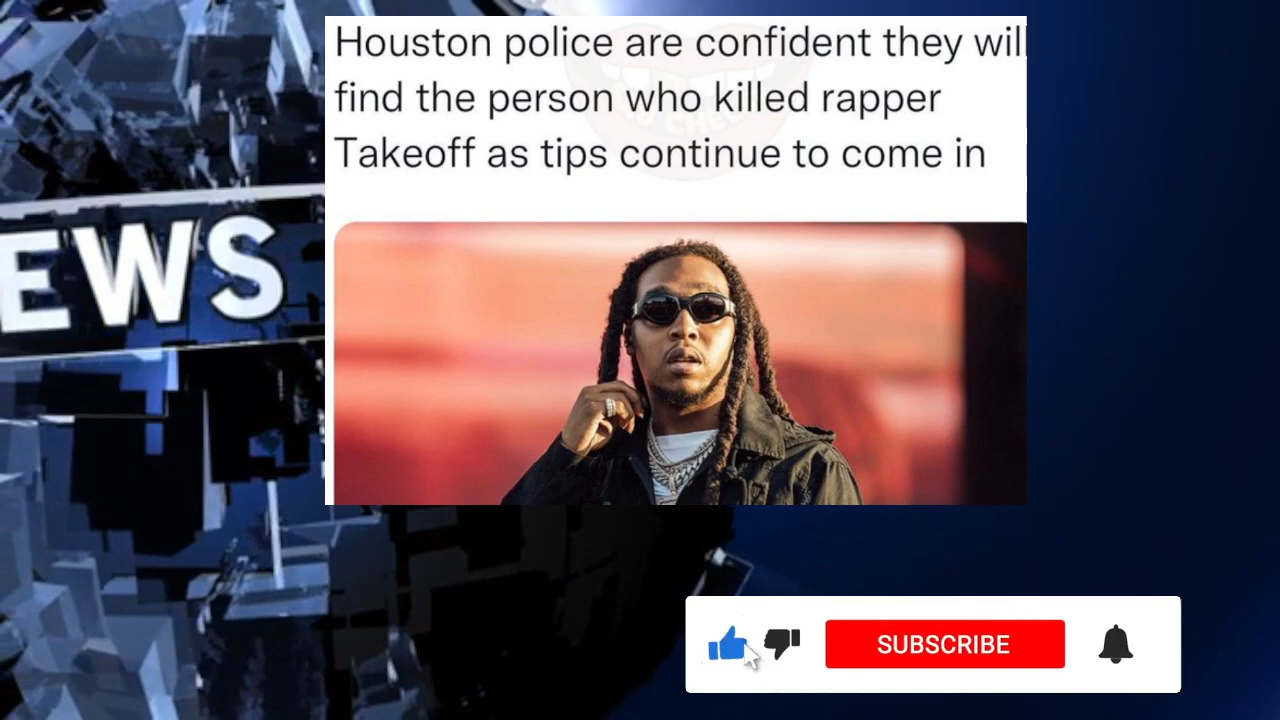 Houston police are confident they will
find the person who killed rapper
Takeoff as tips continue to come in
EWS
SUBSCRIBE